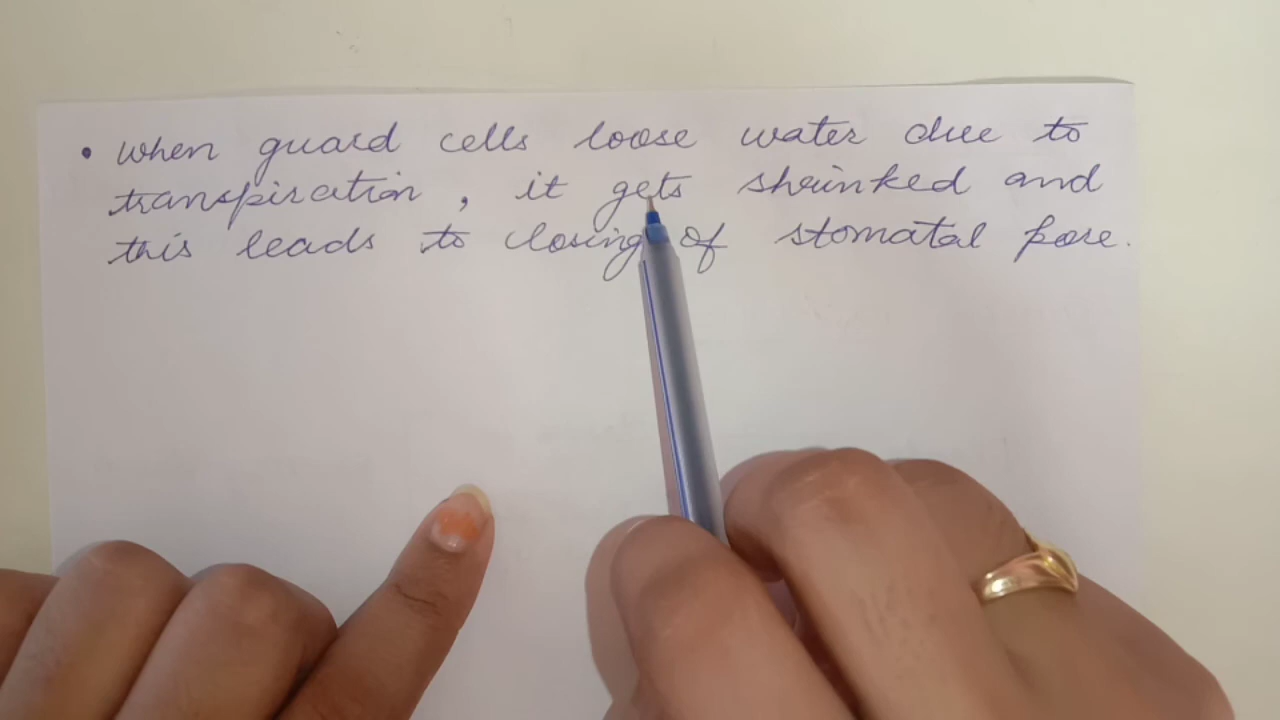 • when guard cells loose water due to
transpiration, it gets shrinked and
this leads to closing of stomatal pore.